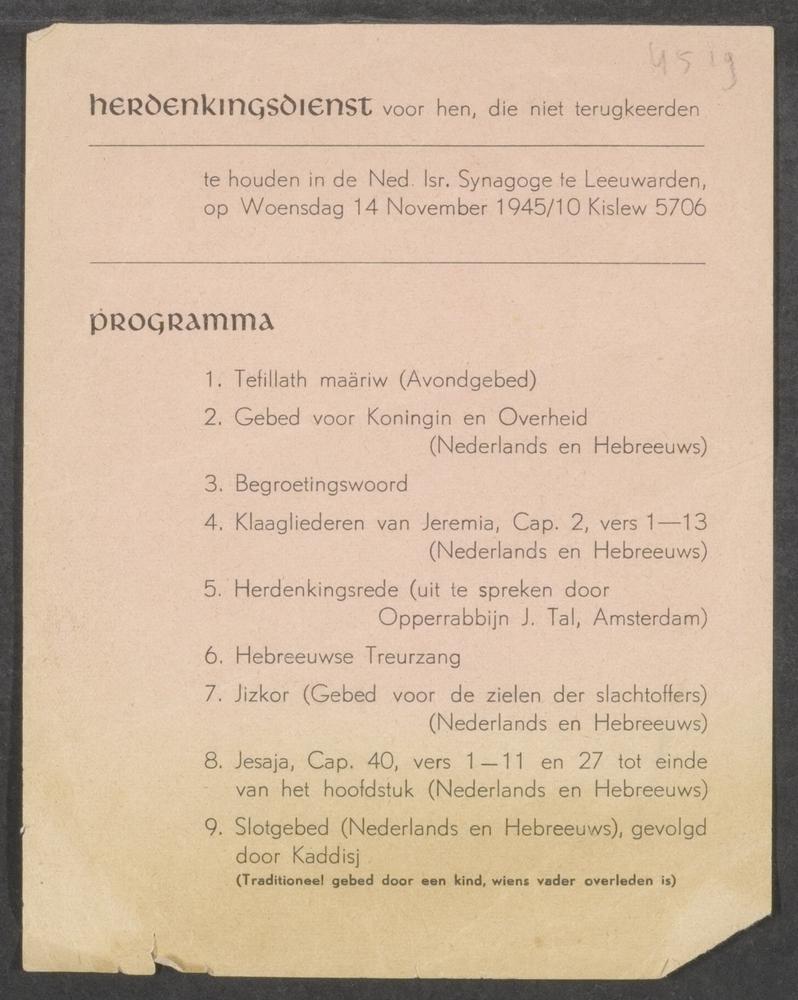 45 19
herdenkingsdienst voor hen, die niet terugkeerden
te houden in de Ned. Isr. Synagoge te Leeuwarden,
op Woensdag 14 November 1945/10 Kislew 5706
programma
1. Tefillath maäriw (Avondgebed)
2. Gebed voor Koningin en Overheid
(Nederlands en Hebreeuws)
3. Begroetingswoord
4. Klaagliederen van Jeremia, Cap. 2, vers 1—13
(Nederlands en Hebreeuws)
5. Herdenkingsrede (uit te spreken door
Opperrabbijn J. Tal, Amsterdam)
6. Hebreeuwse Treurzang
7. Jizkor (Gebed voor de zielen der slachtoffers)
(Nederlands en Hebreeuws)
8. Jesaja, Cap. 40, vers 1—11 en 27 tot einde
van het hoofdstuk (Nederlands en Hebreeuws)
9. Slotgebed (Nederlands en Hebreeuws), gevolgd
door Kaddisj
(Traditioneel gebed door een kind, wiens vader overleden is)